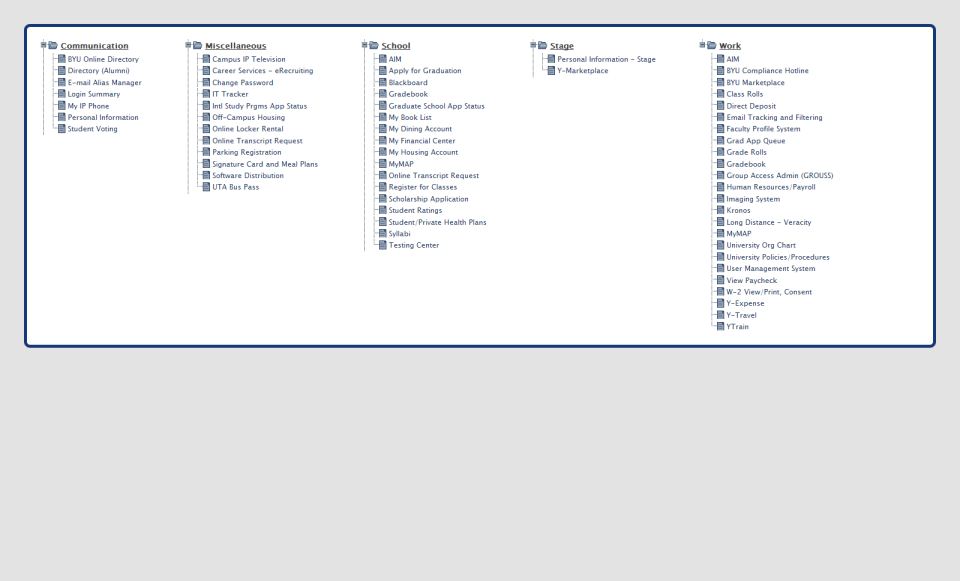 Communication
BYU Online Directory
Directory (Alumni)
E-mail Alias Manager
Login Summary
My IP Phone
Personal Information
Student Voting
Miscellaneous
Campus IP Television
Career Services - eRecruiting
Change Password
IT Tracker
Intl Study Prgms App Status
Off-Campus Housing
Online Locker Rental
Online Transcript Request
Parking Registration
Signature Card and Meal Plans
Software Distribution
UTA Bus Pass
School
AIM
Apply for Graduation
Blackboard
Gradebook
Graduate School App Status
My Book List
My Dining Account
My Financial Center
My Housing Account
MyMAP
Online Transcript Request
Register for Classes
Scholarship Application
Student Ratings
Student/Private Health Plans
Syllabi
Testing Center
Stage
Personal Information - Stage
Y-Marketplace
Work
AIM
BYU Compliance Hotline
BYU Marketplace
Class Rolls
Direct Deposit
Email Tracking and Filtering
Faculty Profile System
Grad App Queue
Grade Rolls
Gradebook
Group Access Admin (GROUSS)
Human Resources/Payroll
Imaging System
Kronos
Long Distance - Veracity
MyMAP
University Org Chart
University Policies/Procedures
User Management System
View Paycheck
W-2 View/Print, Consent
Y-Expense
Y-Travel
YTrain